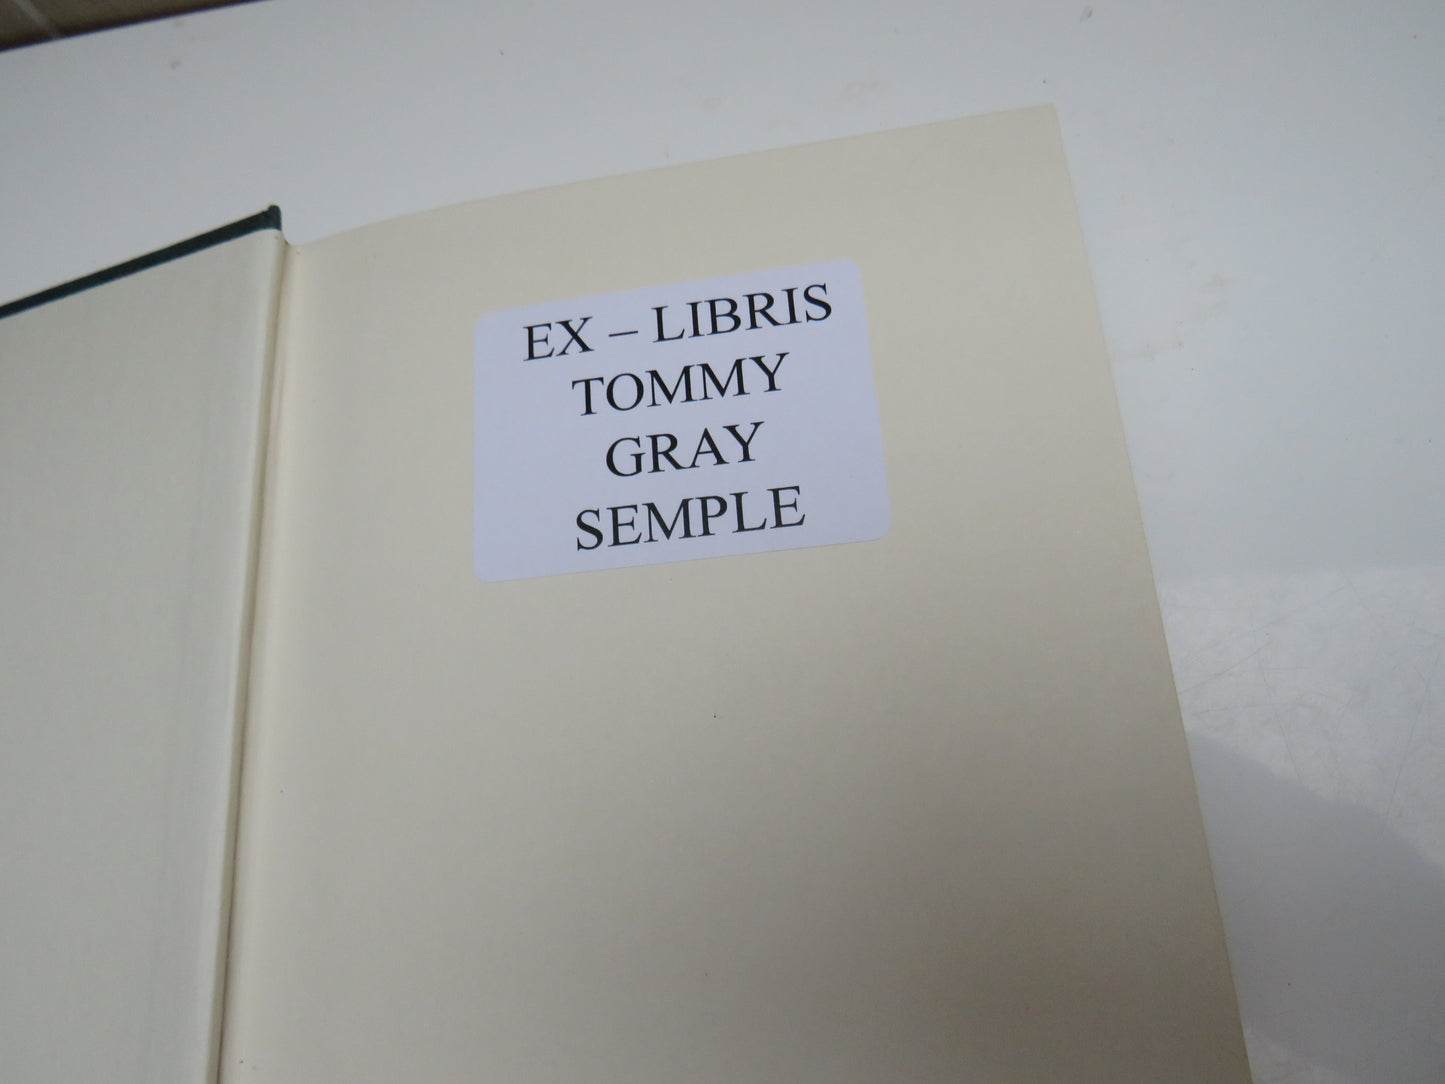 EX – LIBRIS
TOMMY
GRAY
SEMPLE